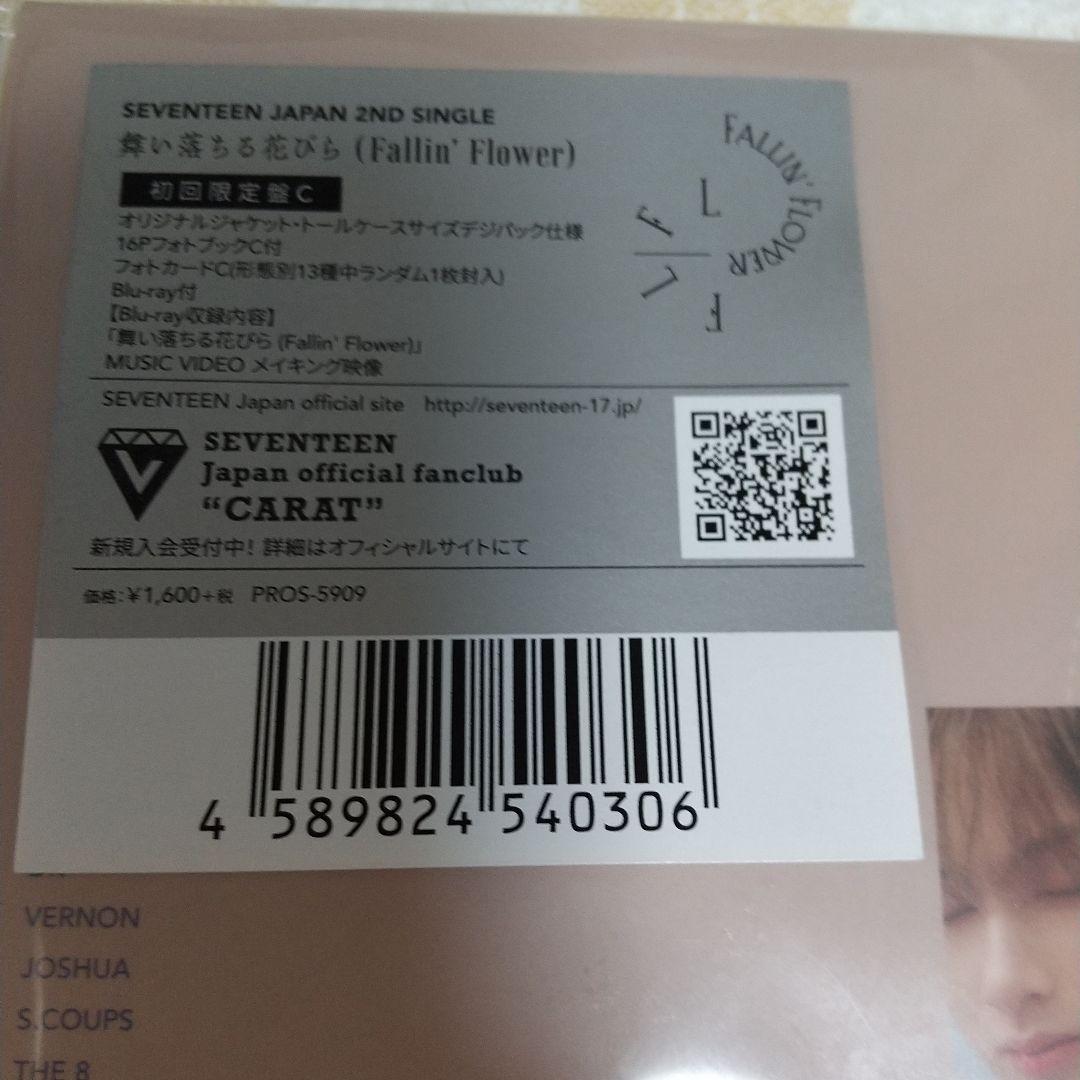 SEVENTEEN JAPAN 2ND SINGLE
舞い落ちる花びら (Fallin' Flower)
初回限定盤C
オリジナルジャケット・トールケースサイズデジパック仕様
16PフォトブックC付
フォトカードC(形態別13種中ランダム1枚封入)
Blu-ray付
【Blu-ray収録内容】
「舞い落ちる花びら (Fallin' Flower)」
MUSIC VIDEO メイキング映像
FALLIN' FLOWER
F L
L F
SEVENTEEN Japan official site http://seventeen-17.jp/
SEVENTEEN
Japan official fanclub
“CARAT”
新規入会受付中! 詳細はオフィシャルサイトにて
価格:¥1,600+税 PROS-5909
4 589824 540306
VERNON
JOSHUA
S.COUPS
THE 8